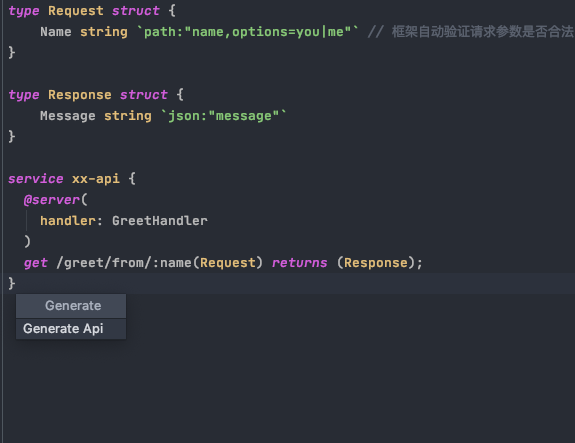 type Request struct {
    Name string `path:"name,options=you|me"` // 框架自动验证请求参数是否合法
}
type Response struct {
    Message string `json:"message"`
}
service xx-api {
  @server(
    handler: GreetHandler
  )
  get /greet/from/:name(Request) returns (Response);
}
Generate
Generate Api